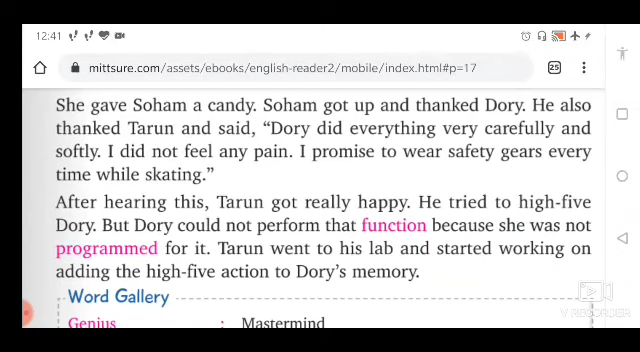 12:41
25
mittsure.com/assets/ebooks/english-reader2/mobile/index.html#p=17
She gave Soham a candy. Soham got up and thanked Dory. He also
thanked Tarun and said, “Dory did everything very carefully and
softly. I did not feel any pain. I promise to wear safety gears every
time while skating.”
After hearing this, Tarun got really happy. He tried to high-five
Dory. But Dory could not perform that function because she was not
programmed for it. Tarun went to his lab and started working on
adding the high-five action to Dory’s memory.
Word Gallery
Genius : Mastermind
V RECORDER